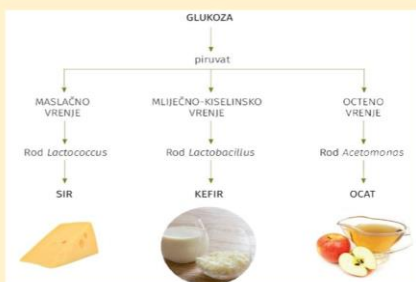 GLUKOZA
piruvat
MASLAČNO
VRENJE
MLIJEČNO-KISELINSKO
VRENJE
OCTENO
VRENJE
Rod Lactococcus
Rod Lactobacillus
Rod Acetomonas
SIR
KEFIR
OCAT